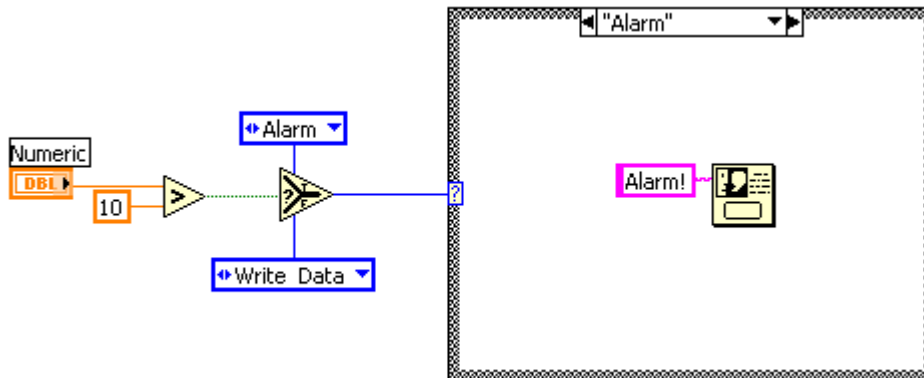 "Alarm"
Alarm
Numeric
DBL
10
>
?
T
F
?
Alarm!
Write Data